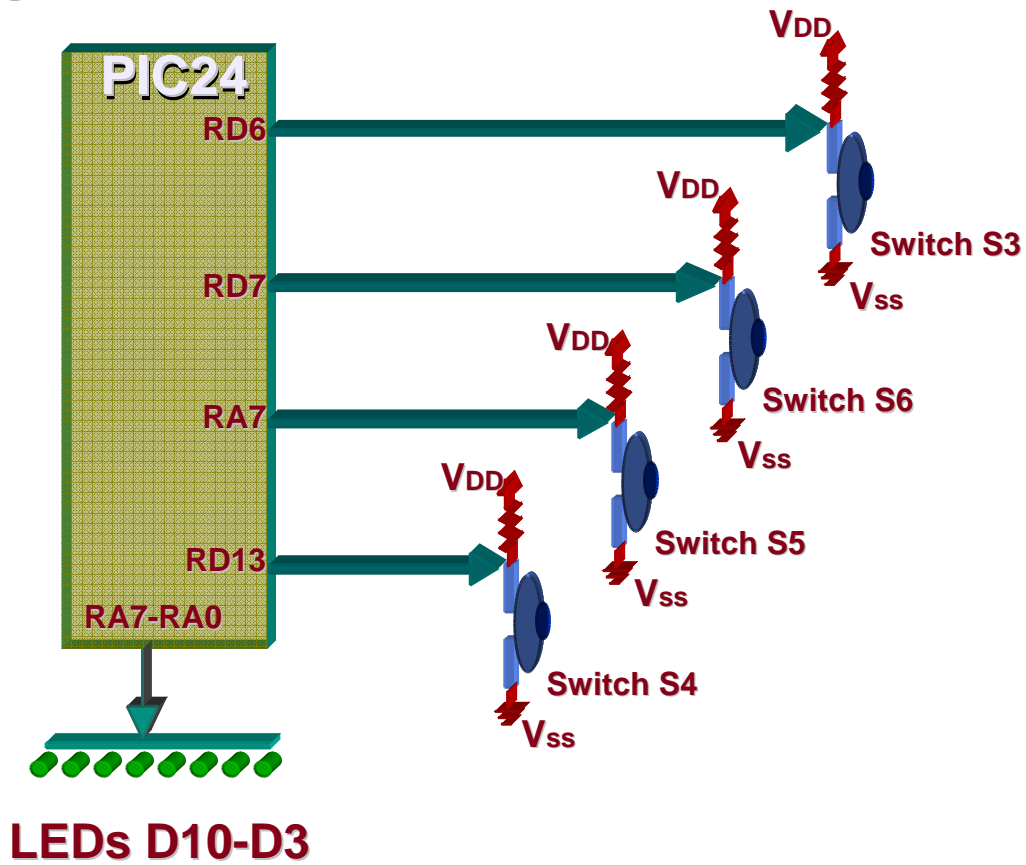 VDD
PIC24
RD6
VDD
Switch S3
RD7
Vss
VDD
Switch S6
RA7
Vss
VDD
Switch S5
RD13
Vss
RA7-RA0
Switch S4
Vss
LEDs D10-D3